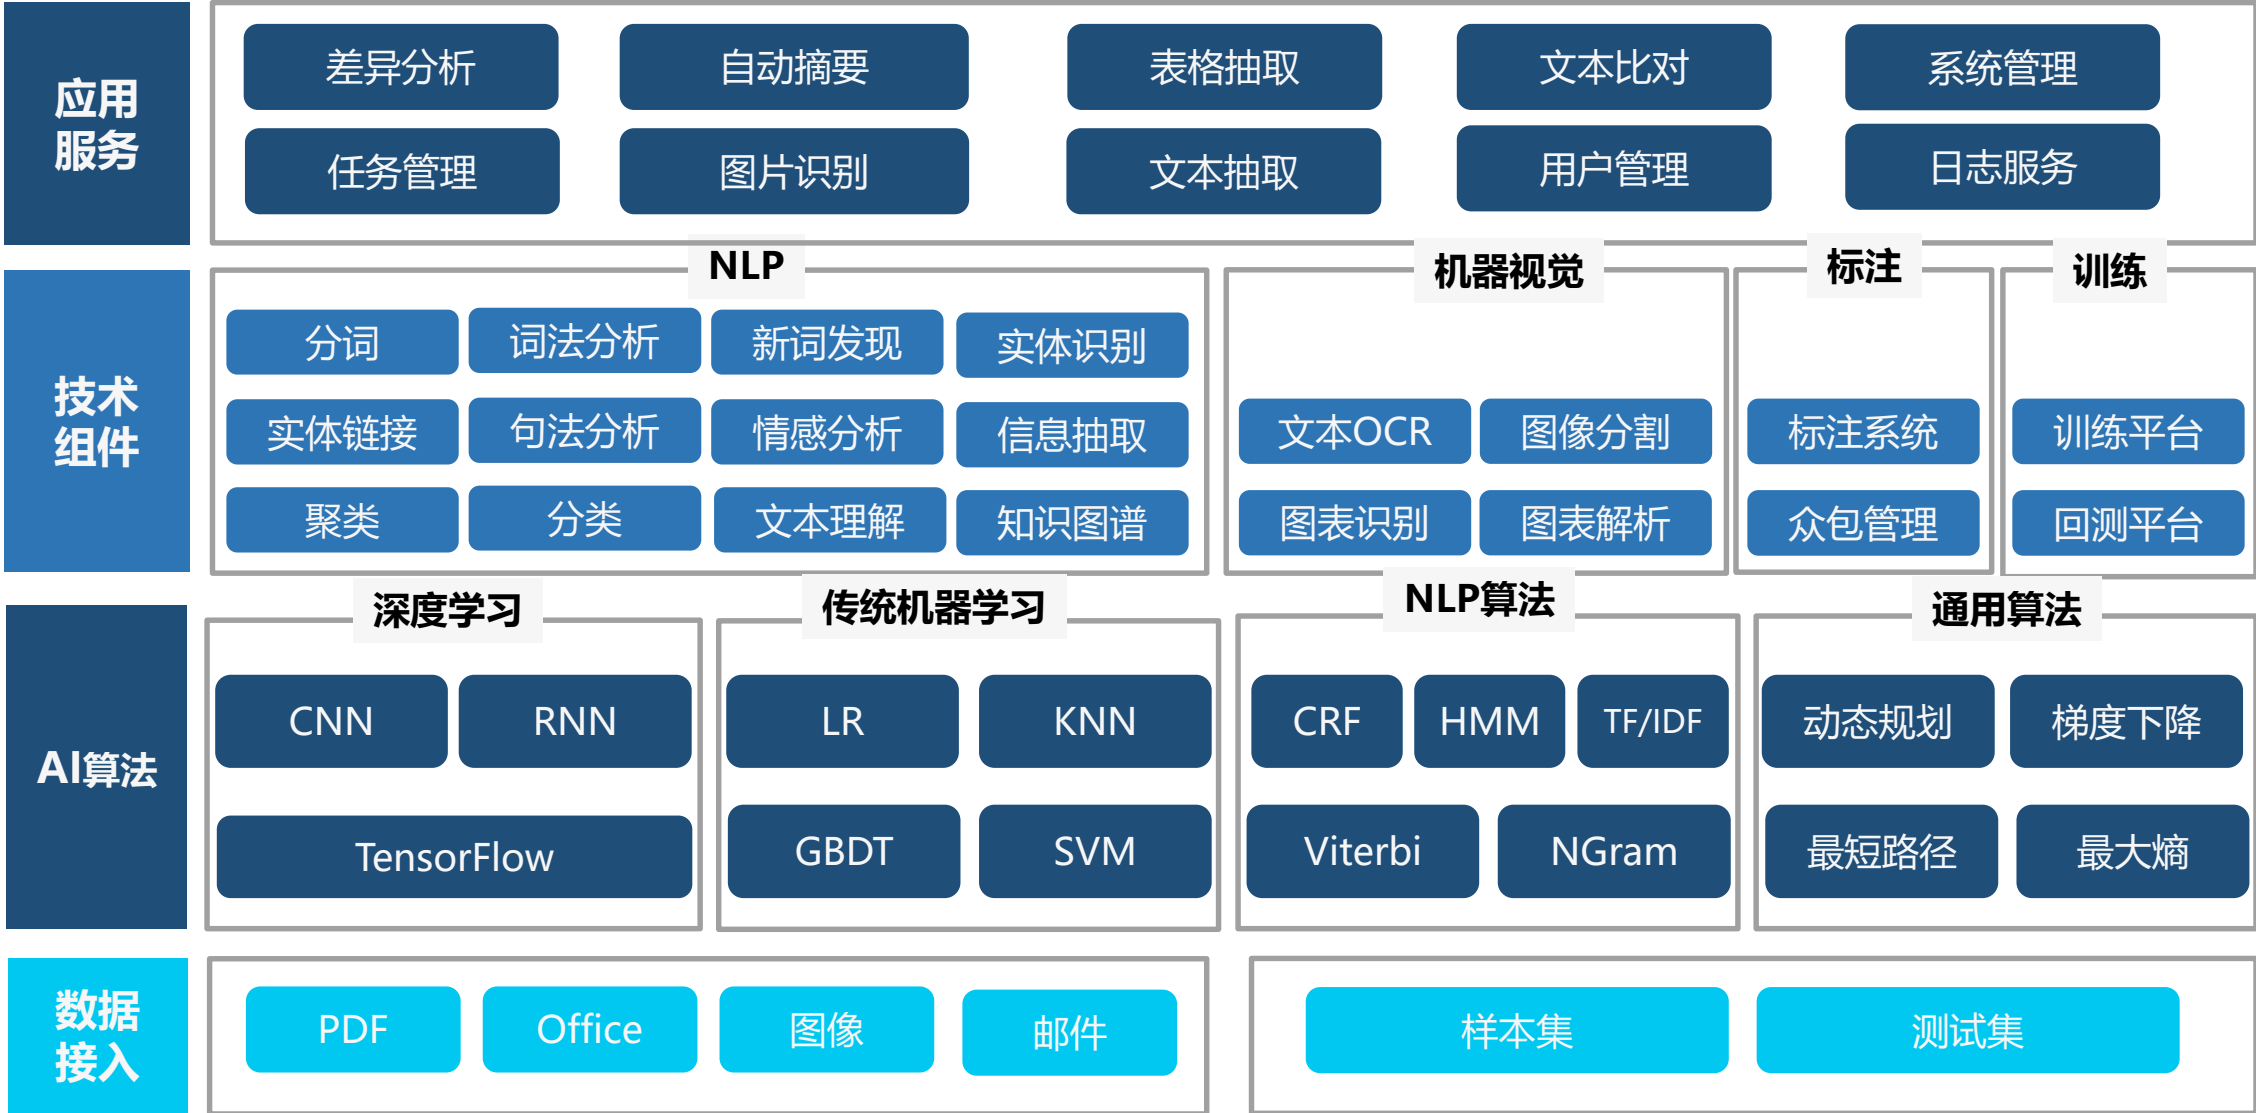 应用
服务
差异分析 自动摘要 表格抽取 文本比对 系统管理
任务管理 图片识别 文本抽取 用户管理 日志服务
技术
组件
NLP 机器视觉 标注 训练
分词 词法分析 新词发现 实体识别
实体链接 句法分析 情感分析 信息抽取 文本OCR 图像分割 标注系统 训练平台
聚类 分类 文本理解 知识图谱 图表识别 图表解析 众包管理 回测平台
AI算法
深度学习 传统机器学习 NLP算法 通用算法
CNN RNN LR KNN CRF HMM TF/IDF 动态规划 梯度下降
TensorFlow GBDT SVM Viterbi NGram 最短路径 最大熵
数据
接入
PDF Office 图像 邮件 样本集 测试集